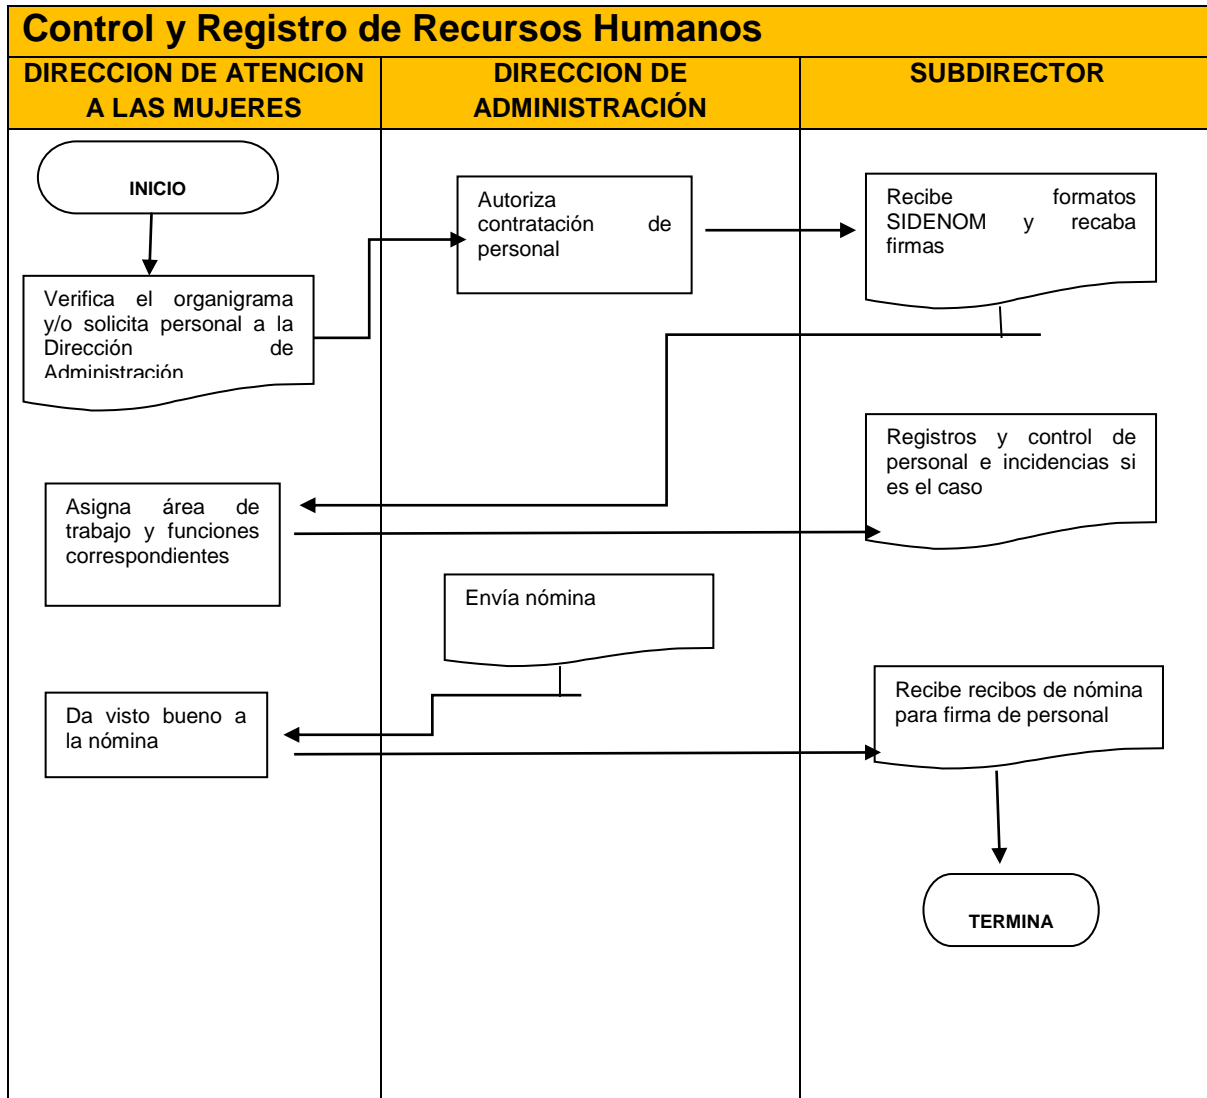 Control y Registro de Recursos Humanos
DIRECCION DE ATENCION
A LAS MUJERES
DIRECCION DE
ADMINISTRACIÓN
SUBDIRECTOR
INICIO
Verifica el organigrama
y/o solicita personal a la
Dirección de
Administración
Autoriza
contratación de
personal
Recibe formatos
SIDENOM y recaba
firmas
Asigna área de
trabajo y funciones
correspondientes
Registros y control de
personal e incidencias si
es el caso
Envía nómina
Da visto bueno a
la nómina
Recibe recibos de nómina
para firma de personal
TERMINA